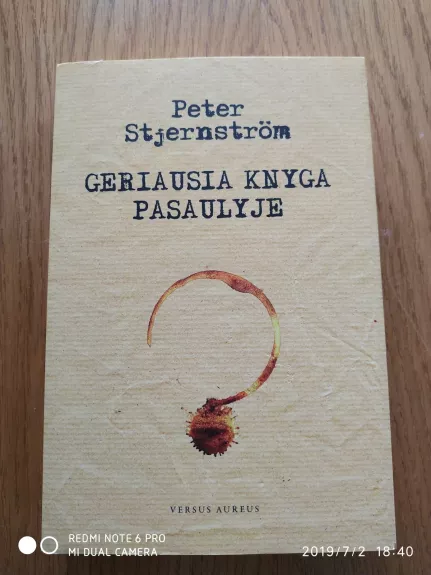 Peter
Stjernström
GERIAUSIA KNYGA
PASAULYJE
VERSUS AUREUS
REDMI NOTE 6 PRO
MI DUAL CAMERA
2019/7/2 18:40